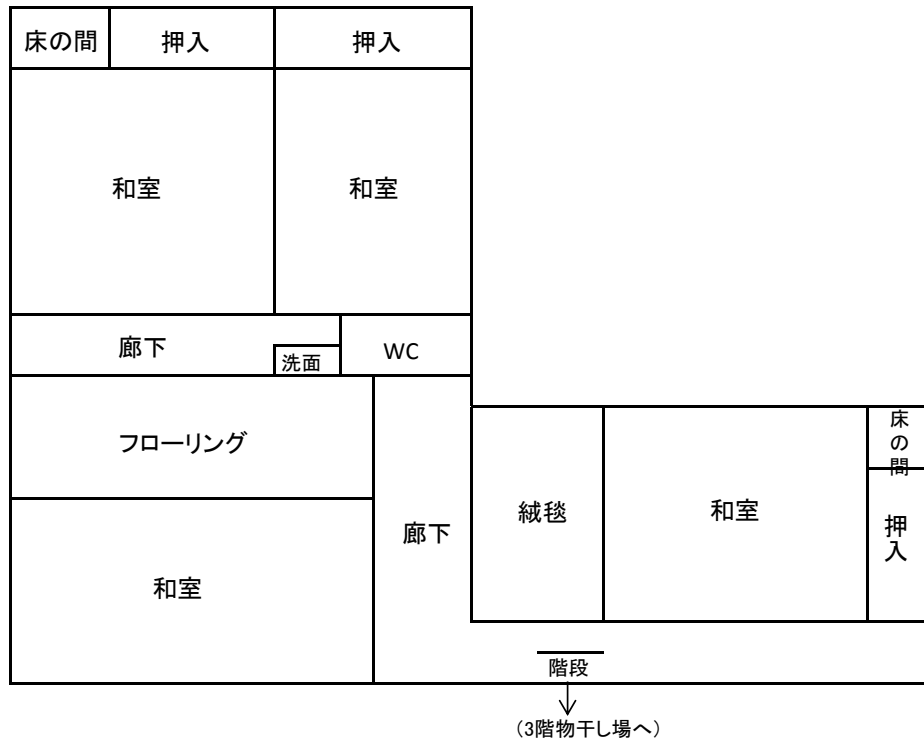 床の間
押入
押入
和室
和室
廊下
洗面
WC
フローリング
和室
廊下
絨毯
和室
床の間
押入
階段
（3階物干し場へ）